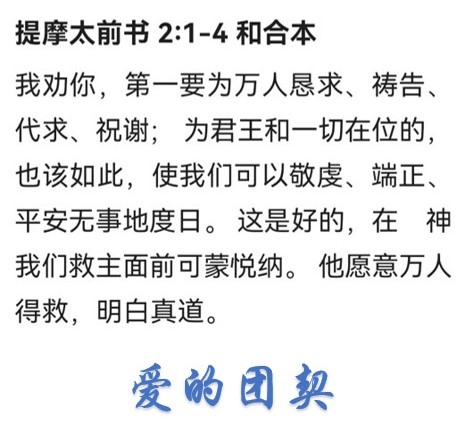 提摩太前书 2:1-4 和合本
我劝你，第一要为万人恳求、祷告、
代求、祝谢； 为君王和一切在位的，
也该如此，使我们可以敬虔、端正、
平安无事地度日。 这是好的，在　神
我们救主面前可蒙悦纳。 他愿意万人
得救，明白真道。
爱的团契